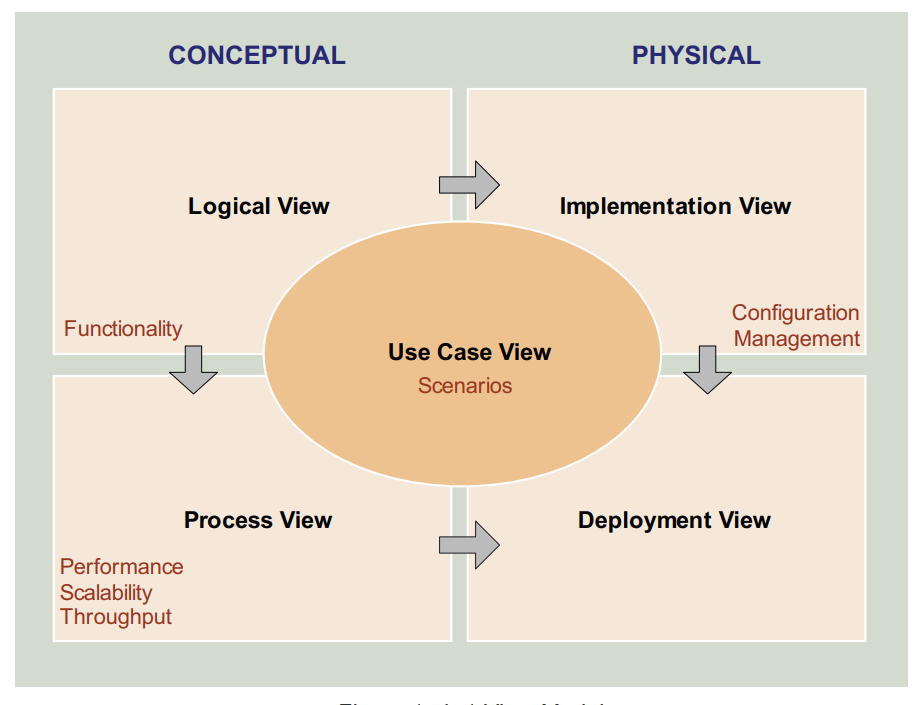 CONCEPTUAL
PHYSICAL
Logical View
Implementation View
Functionality
Configuration
Management
Use Case View
Scenarios
Process View
Deployment View
Performance
Scalability
Throughput